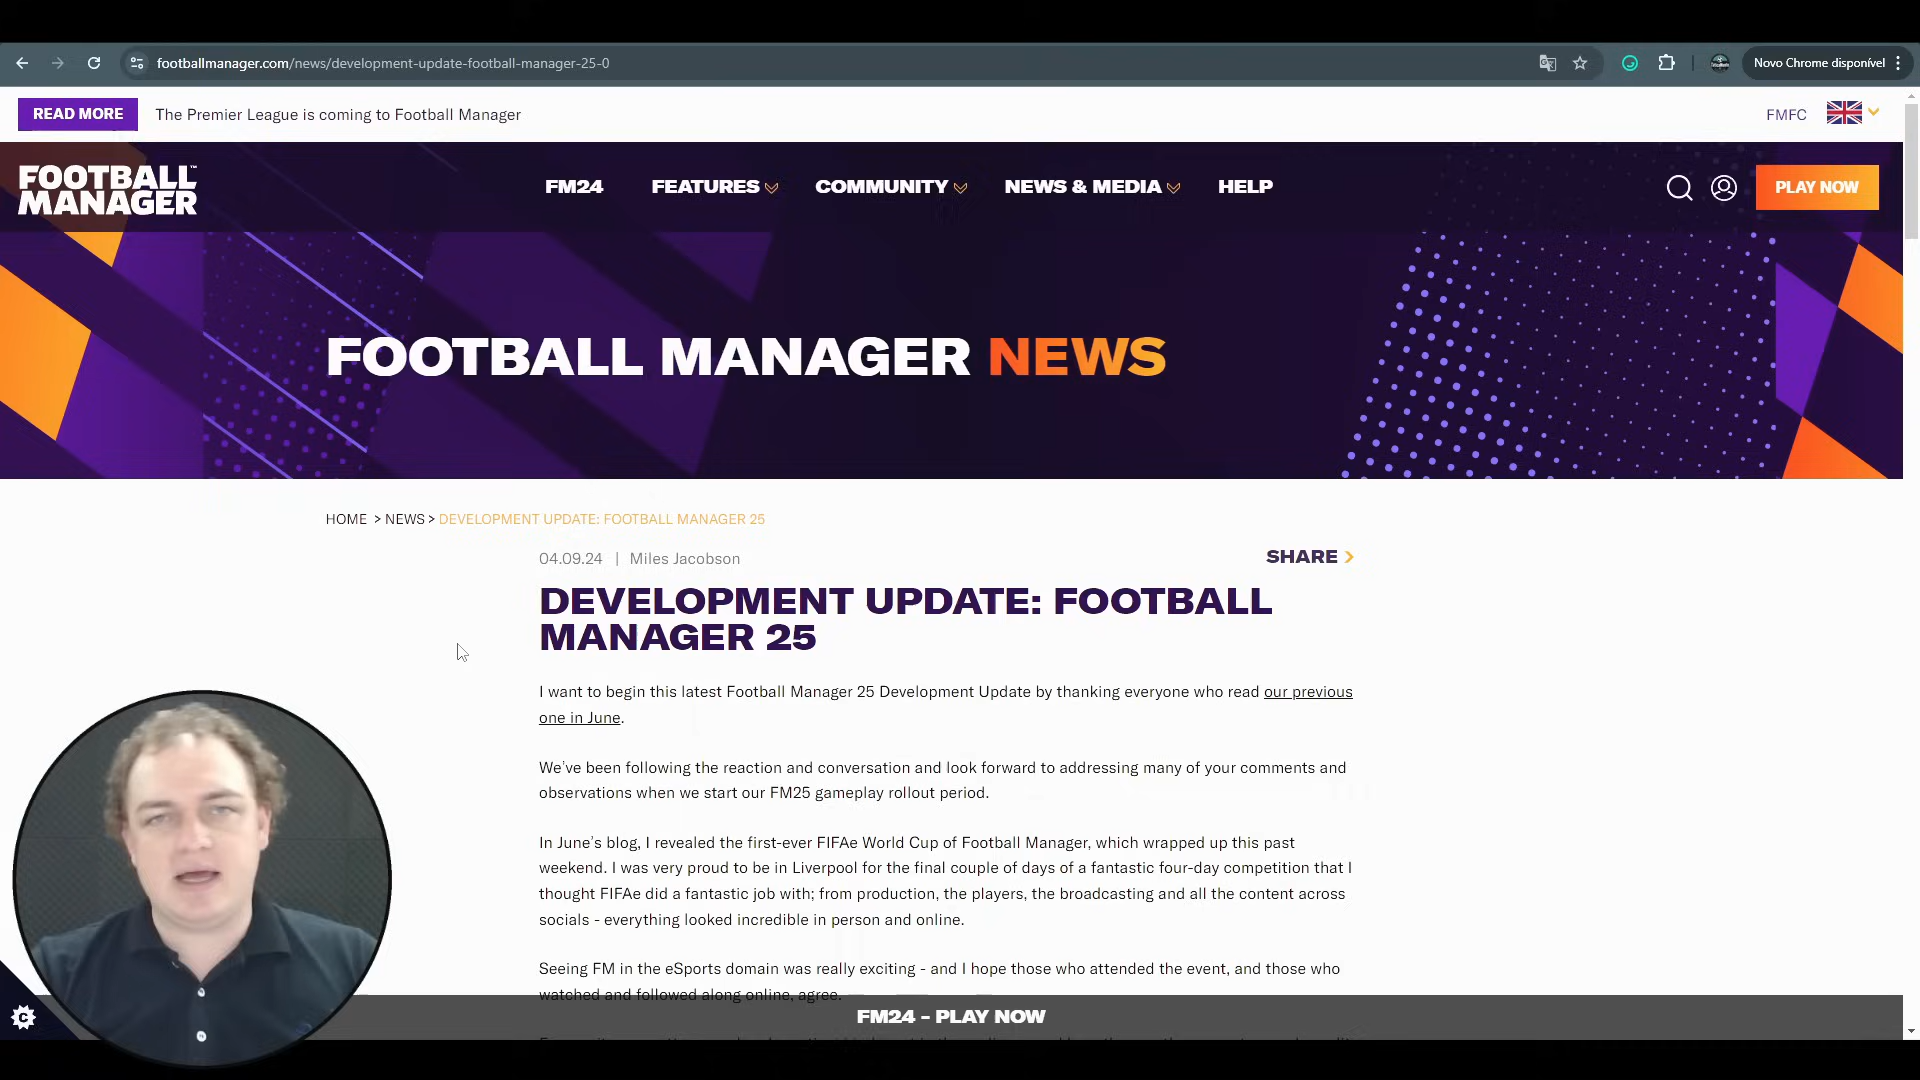 footballmanager.com/news/development-update-football-manager-25-0
Novo Chrome disponível
READ MORE
The Premier League is coming to Football Manager
FMFC
FOOTBALL MANAGER™
FM24
FEATURES
COMMUNITY
NEWS & MEDIA
HELP
PLAY NOW
FOOTBALL MANAGER NEWS
HOME > NEWS > DEVELOPMENT UPDATE: FOOTBALL MANAGER 25
04.09.24 | Miles Jacobson
SHARE
DEVELOPMENT UPDATE: FOOTBALL
MANAGER 25
I want to begin this latest Football Manager 25 Development Update by thanking everyone who read our previous
one in June.
We've been following the reaction and conversation and look forward to addressing many of your comments and
observations when we start our FM25 gameplay rollout period.
In June's blog, I revealed the first-ever FIFAe World Cup of Football Manager, which wrapped up this past
weekend. I was very proud to be in Liverpool for the final couple of days of a fantastic four-day competition that I
thought FIFAe did a fantastic job with; from production, the players, the broadcasting and all the content across
socials - everything looked incredible in person and online.
Seeing FM in the eSports domain was really exciting - and I hope those who attended the event, and those who
watched and followed along online, agree.
FM24 - PLAY NOW